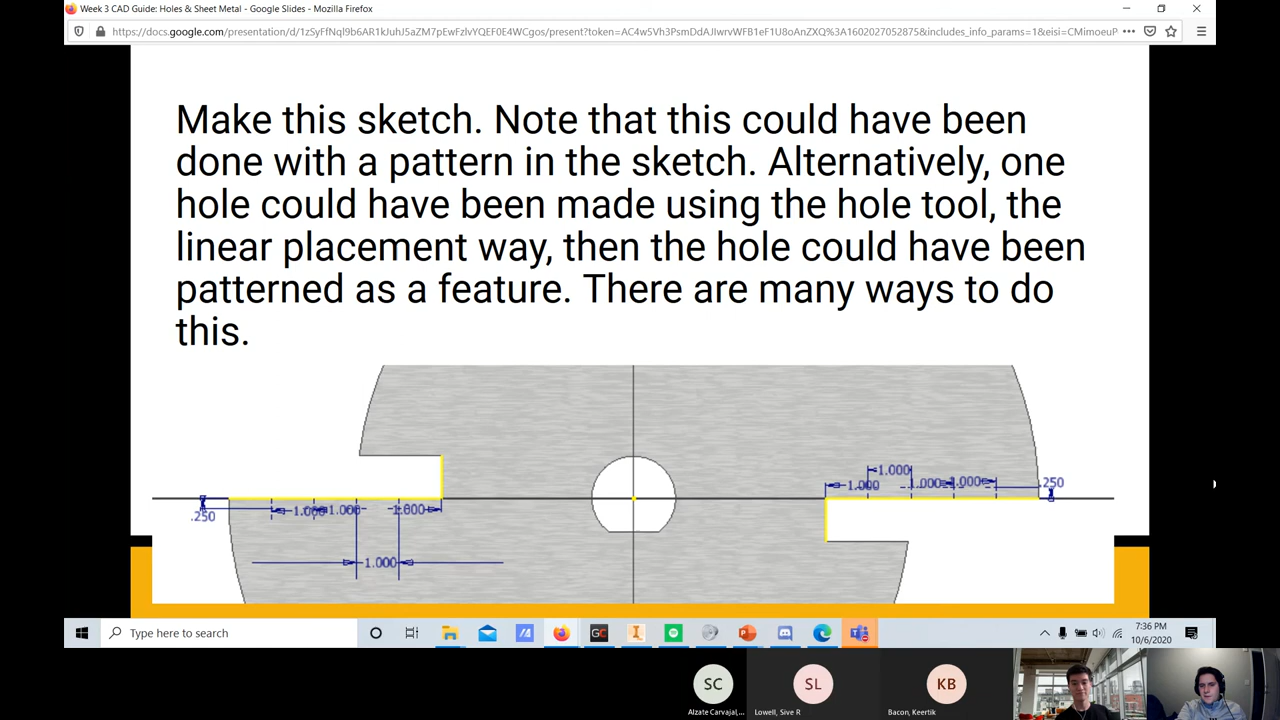 Week 3 CAD Guide: Holes & Sheet Metal - Google Slides - Mozilla Firefox
Make this sketch. Note that this could have been
done with a pattern in the sketch. Alternatively, one
hole could have been made using the hole tool, the
linear placement way, then the hole could have been
patterned as a feature. There are many ways to do
this.
1.000
1.000
1.000
1.000
.250
.250
1.000
1.000
1.000
1.000
Type here to search
7:36 PM
10/6/2020
SC
SL
KB
Alzate Carvajal,...
Lowell, Sive R
Bacon, Keertik